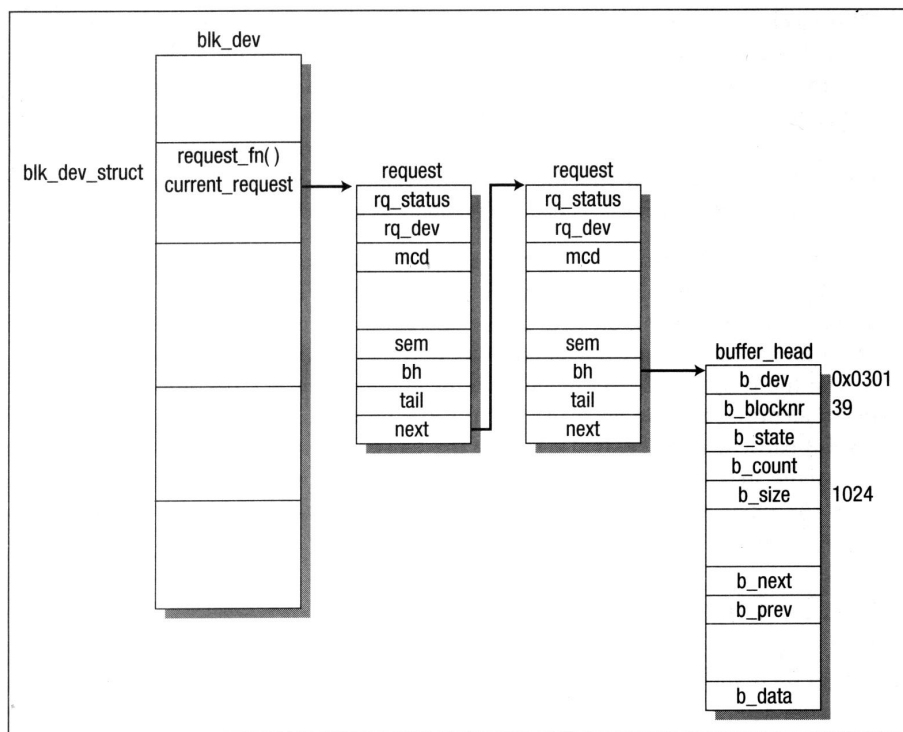 blk_dev
blk_dev_struct
request_fn( )
current_request
request
rq_status
rq_dev
mcd
sem
bh
tail
next
request
rq_status
rq_dev
mcd
sem
bh
tail
next
buffer_head
b_dev 0x0301
b_blocknr 39
b_state
b_count
b_size 1024
b_next
b_prev
b_data